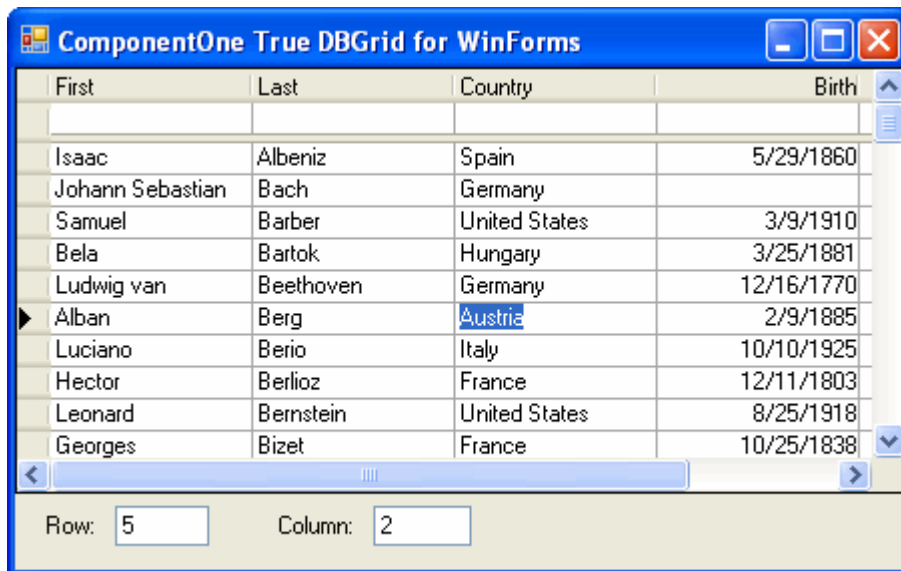 ComponentOne True DBGrid for WinForms
First Last Country Birth
Isaac Albeniz Spain 5/29/1860
Johann Sebastian Bach Germany
Samuel Barber United States 3/9/1910
Bela Bartok Hungary 3/25/1881
Ludwig van Beethoven Germany 12/16/1770
Alban Berg Austria 2/9/1885
Luciano Berio Italy 10/10/1925
Hector Berlioz France 12/11/1803
Leonard Bernstein United States 8/25/1918
Georges Bizet France 10/25/1838
Row: 5 Column: 2